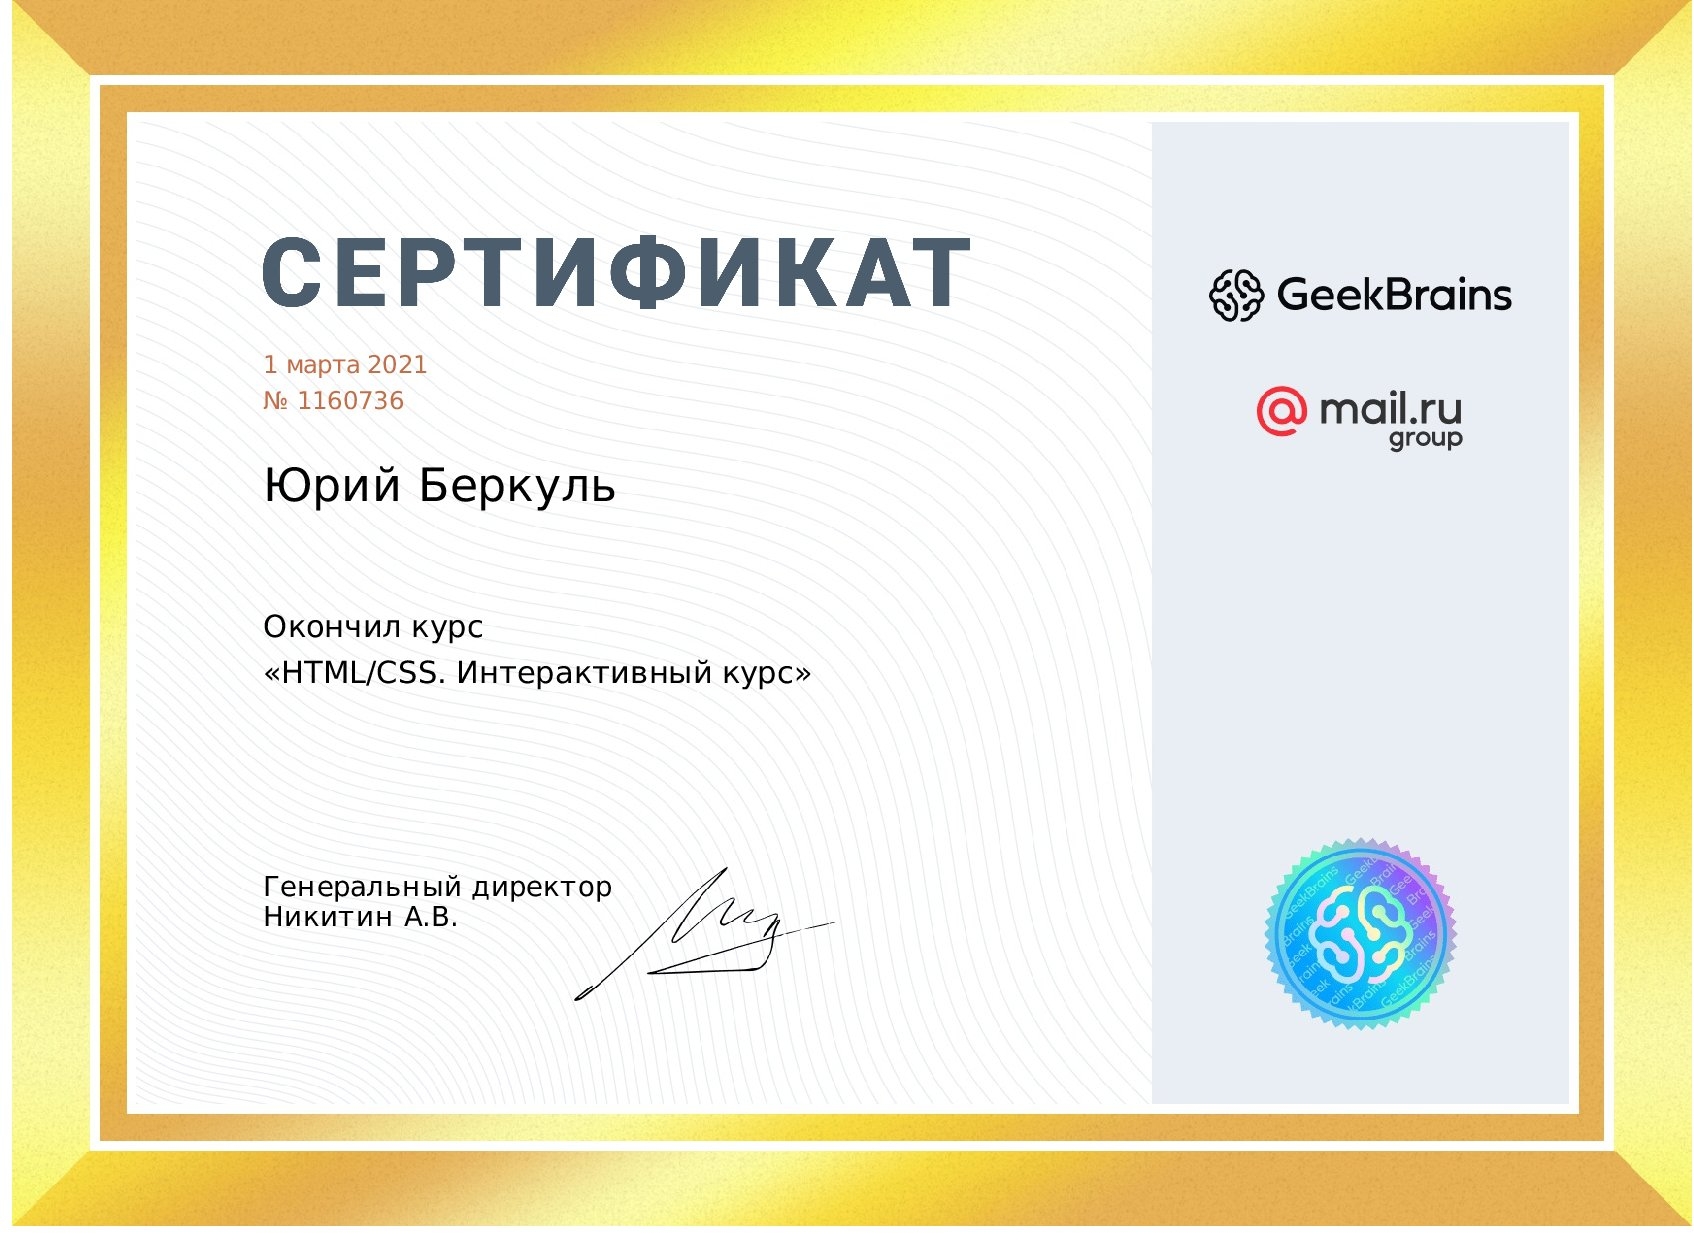 СЕРТИФИКАТ
1 марта 2021
№ 1160736
Юрий Беркуль
Окончил курс
«HTML/CSS. Интерактивный курс»
Генеральный директор
Никитин А.В.
GeekBrains
@ mail.ru
group